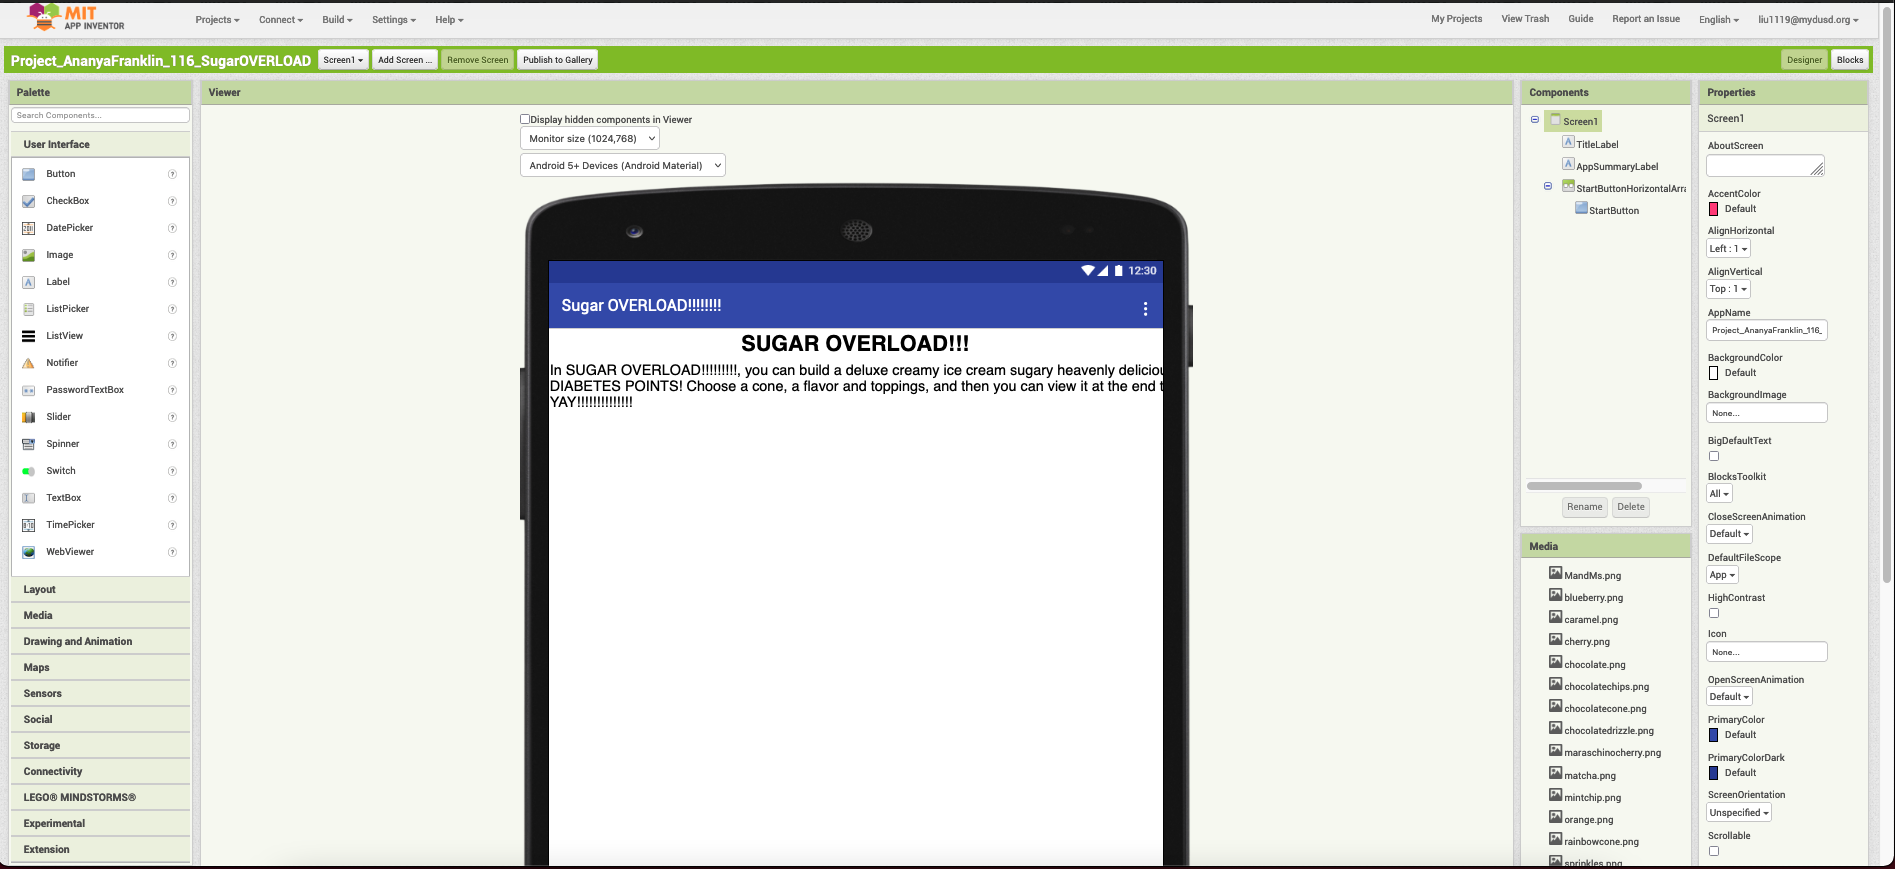 MIT
APP INVENTOR
Projects
Connect
Build
Settings
Help
My Projects
View Trash
Guide
Report an Issue
English
liu1119@mydusd.org
Project_AnanyaFranklin_116_SugarOVERLOAD
Screen1
Add Screen ...
Remove Screen
Publish to Gallery
Designer
Blocks
Palette
Search Components...
User Interface
Button
CheckBox
DatePicker
Image
Label
ListPicker
ListView
Notifier
PasswordTextBox
Slider
Spinner
Switch
TextBox
TimePicker
WebViewer
Layout
Media
Drawing and Animation
Maps
Sensors
Social
Storage
Connectivity
LEGO® MINDSTORMS®
Experimental
Extension
Viewer
Display hidden components in Viewer
Monitor size (1024,768)
Android 5+ Devices (Android Material)
12:30
Sugar OVERLOAD!!!!!!!!
SUGAR OVERLOAD!!!
In SUGAR OVERLOAD!!!!!!!!!, you can build a deluxe creamy ice cream sugary heavenly deliciou
DIABETES POINTS! Choose a cone, a flavor and toppings, and then you can view it at the end t
YAY!!!!!!!!!!!!!!
Components
Screen1
TitleLabel
AppSummaryLabel
StartButtonHorizontalArra
StartButton
Rename
Delete
Media
MandMs.png
blueberry.png
caramel.png
cherry.png
chocolate.png
chocolatechips.png
chocolatecone.png
chocolatedrizzle.png
maraschinocherry.png
matcha.png
mintchip.png
orange.png
rainbowcone.png
sprinkles.png
Properties
Screen1
AboutScreen
AccentColor
Default
AlignHorizontal
Left : 1
AlignVertical
Top : 1
AppName
Project_AnanyaFranklin_116_
BackgroundColor
Default
BackgroundImage
None...
BigDefaultText
BlocksToolkit
All
CloseScreenAnimation
Default
DefaultFileScope
App
HighContrast
Icon
None...
OpenScreenAnimation
Default
PrimaryColor
Default
PrimaryColorDark
Default
ScreenOrientation
Unspecified
Scrollable